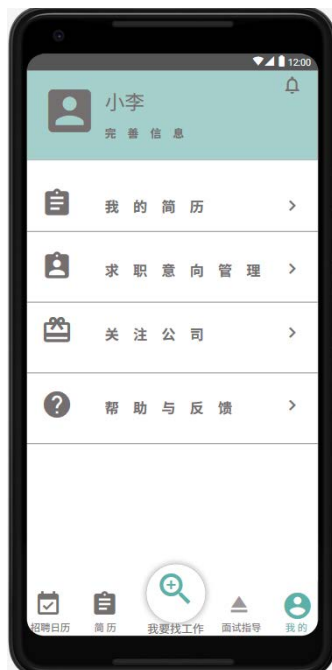 12:00
小李
完善信息
我的简历
求职意向管理
关注公司
帮助与反馈
招聘日历 简历 我要找工作 面试指导 我的